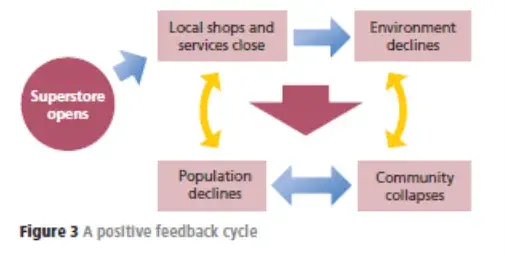 Local shops and
services close
Environment
declines
Superstore
opens
Population
declines
Community
collapses
Figure 3 A positive feedback cycle